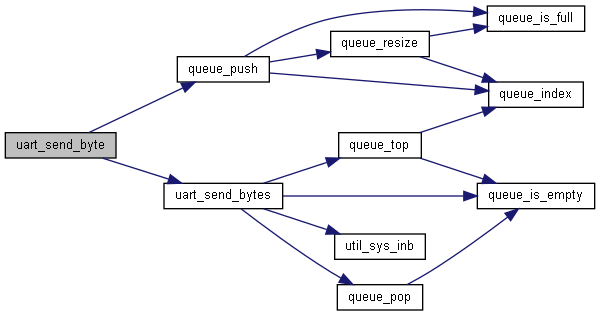 queue_is_full
queue_resize
queue_push
queue_index
uart_send_byte
queue_top
uart_send_bytes
queue_is_empty
util_sys_inb
queue_pop